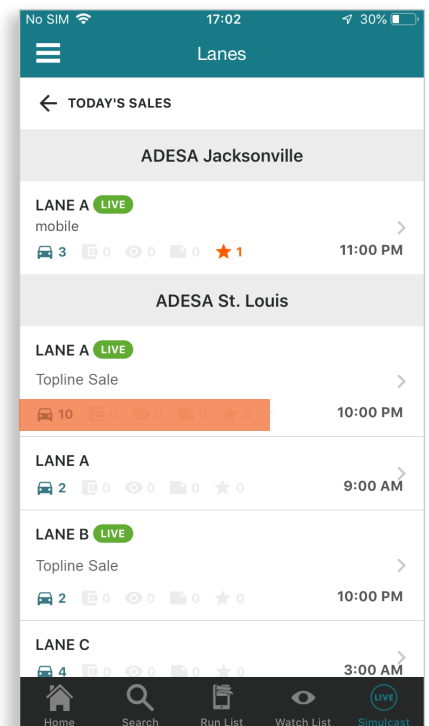 No SIM 17:02 30%
Lanes
TODAY'S SALES
ADESA Jacksonville
LANE A LIVE
mobile
3 0 0 0 1 11:00 PM
ADESA St. Louis
LANE A LIVE
Topline Sale
10 0 0 0 0 10:00 PM
LANE A
2 0 0 0 0 9:00 AM
LANE B LIVE
Topline Sale
2 0 0 0 0 10:00 PM
LANE C
4 0 0 0 0 3:00 AM
LIVE
Home Search Run List Watch List Simulcast